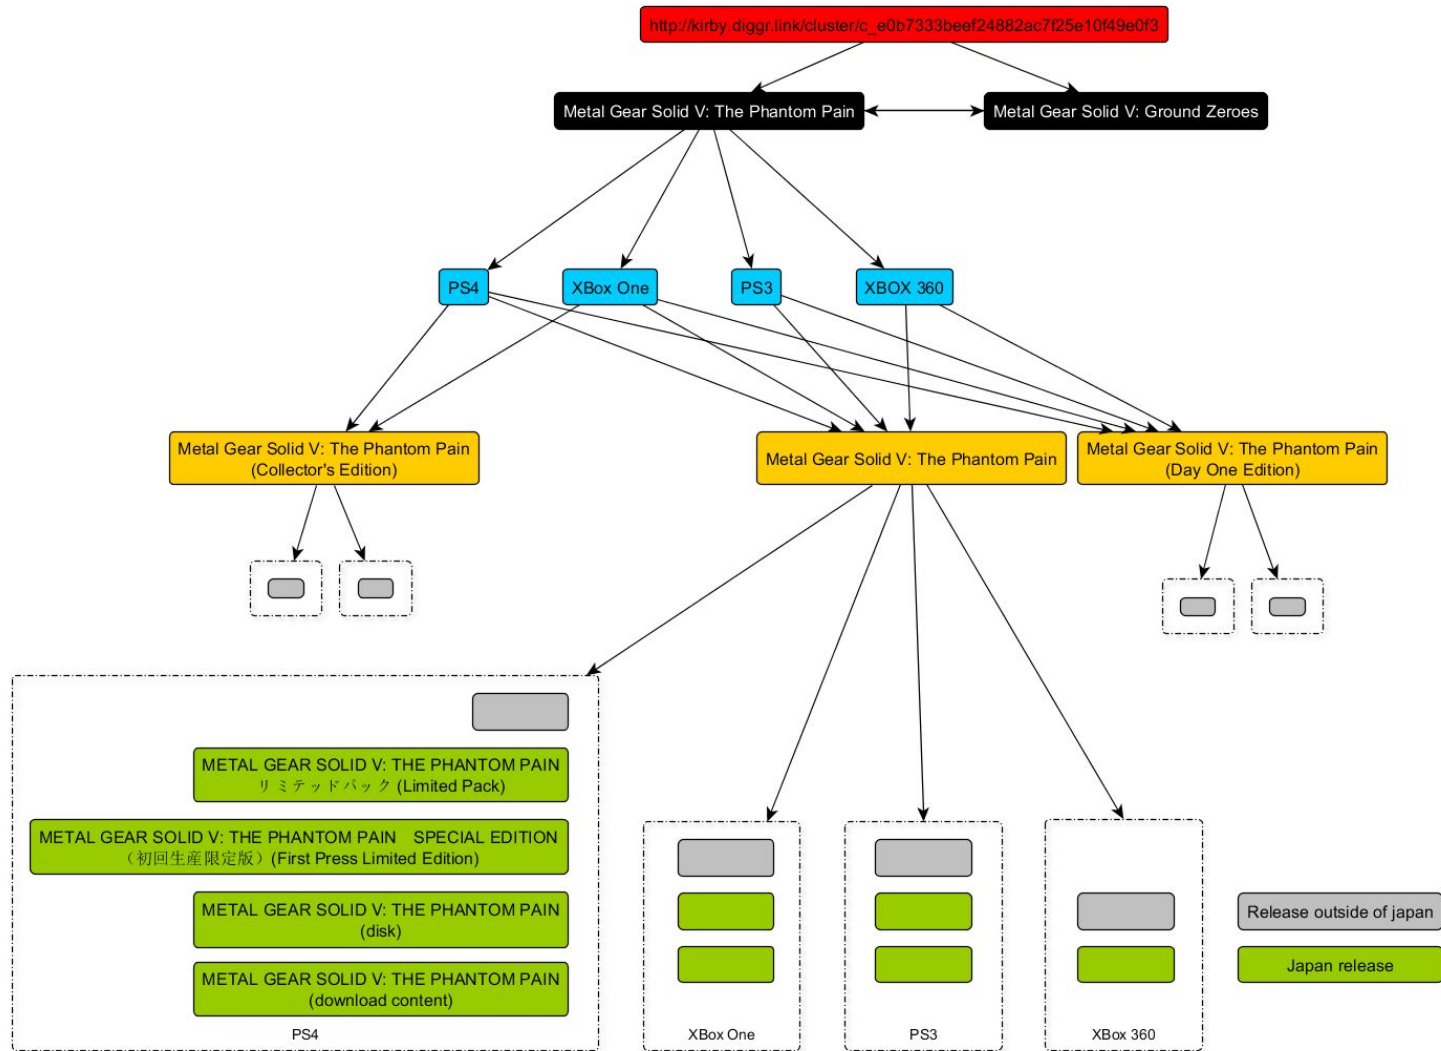 http://kirby.diggr.link/cluster/c_e0b7333beef24882ac7f25e10f49e0f3
Metal Gear Solid V: The Phantom Pain
Metal Gear Solid V: Ground Zeroes
PS4
XBox One
PS3
XBOX 360
Metal Gear Solid V: The Phantom Pain
(Collector's Edition)
Metal Gear Solid V: The Phantom Pain
Metal Gear Solid V: The Phantom Pain
(Day One Edition)
METAL GEAR SOLID V: THE PHANTOM PAIN
リミテッドパック (Limited Pack)
METAL GEAR SOLID V: THE PHANTOM PAIN　SPECIAL EDITION
（初回生産限定版）(First Press Limited Edition)
METAL GEAR SOLID V: THE PHANTOM PAIN
(disk)
METAL GEAR SOLID V: THE PHANTOM PAIN
(download content)
PS4
XBox One
PS3
XBox 360
Release outside of japan
Japan release